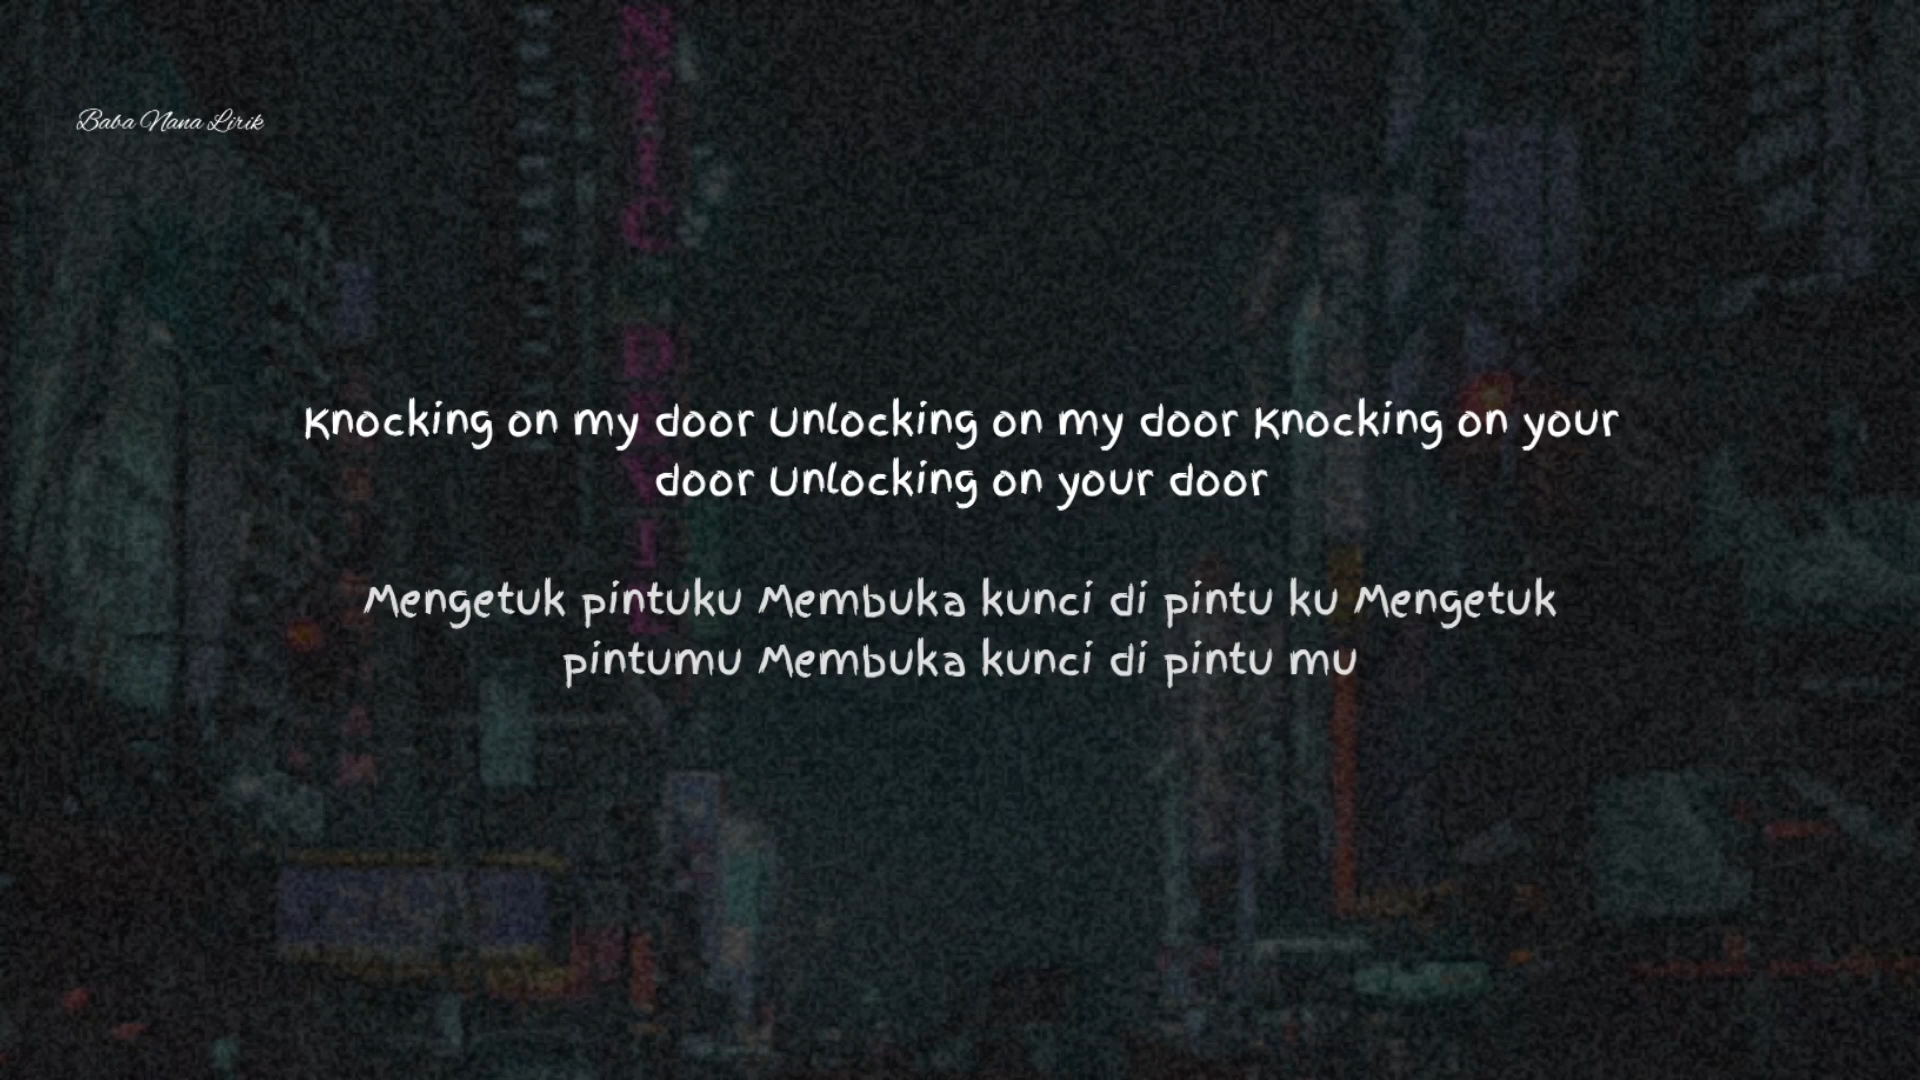 Baba Nana Lirik
Knocking on my door Unlocking on my door Knocking on your
door Unlocking on your door
Mengetuk pintuku Membuka kunci di pintu ku Mengetuk
pintumu Membuka kunci di pintu mu